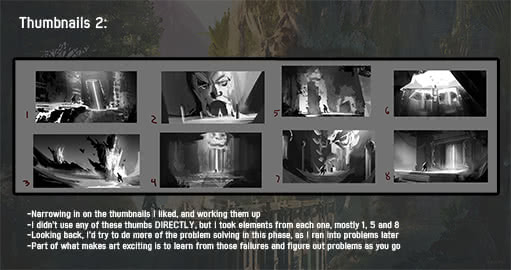 Thumbnails 2:
1
2
5
6
3
4
7
8
-Narrowing in on the thumbnails I liked, and working them up
-I didn't use any of these thumbs DIRECTLY, but I took elements from each one, mostly 1, 5 and 8
-Looking back, I'd try to do more of the problem solving in this phase, as I ran into problems later
-Part of what makes art exciting is to learn from those failures and figure out problems as you go